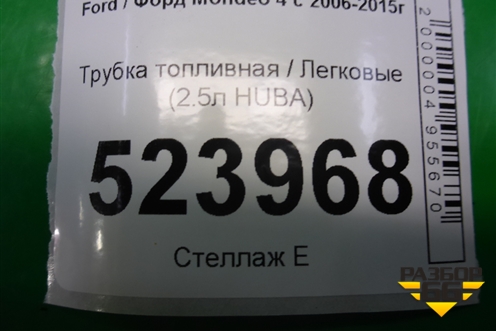 Ford / Форд Mondeo 4 с 2006-2015г
Трубка топливная / Легковые
(2.5л HUBA)
523968
Стеллаж Е
2000004955670
РАЗБОР